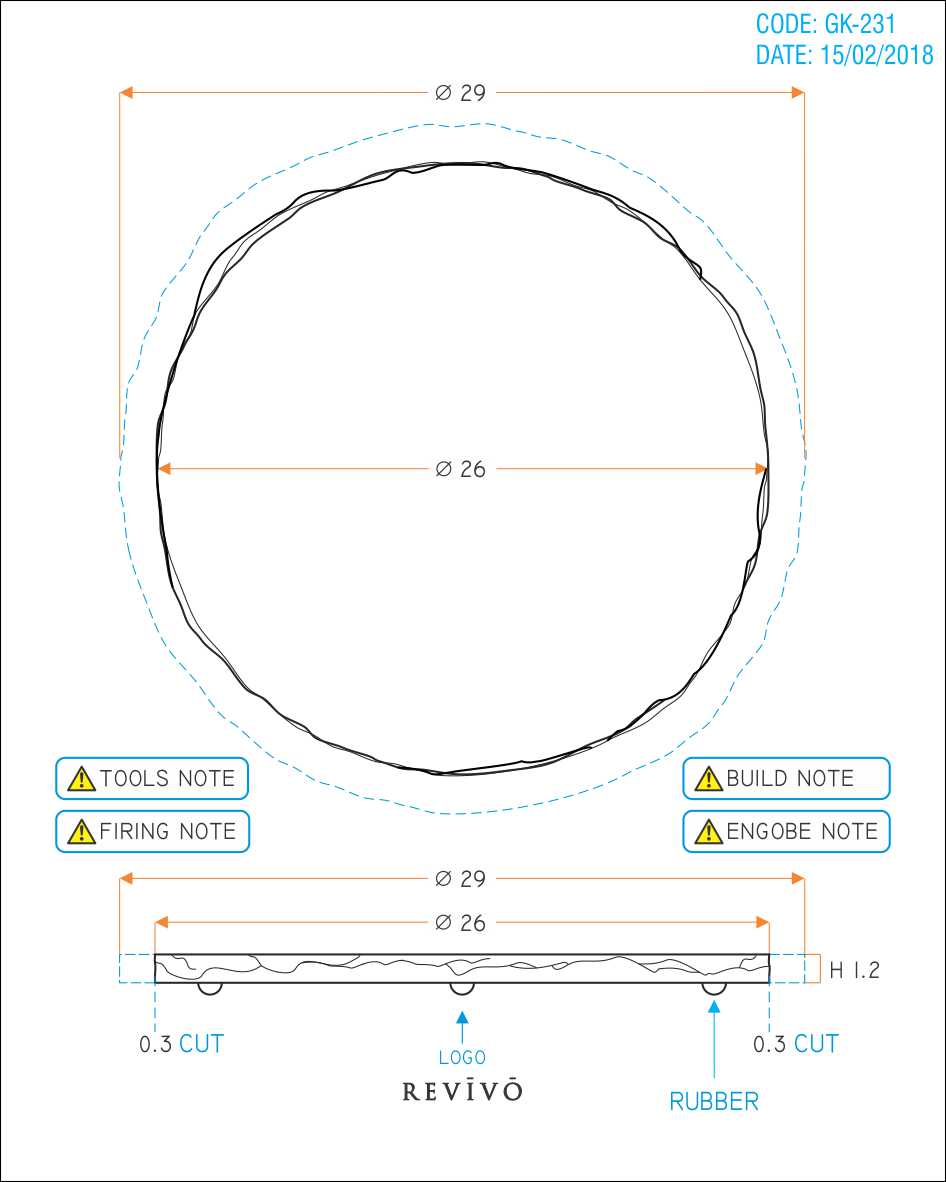 CODE: GK-231
DATE: 15/02/2018
∅ 29
∅ 26
TOOLS NOTE
BUILD NOTE
FIRING NOTE
ENGOBE NOTE
∅ 29
∅ 26
H 1.2
0.3 CUT
0.3 CUT
LOGO
REVĪVŌ
RUBBER